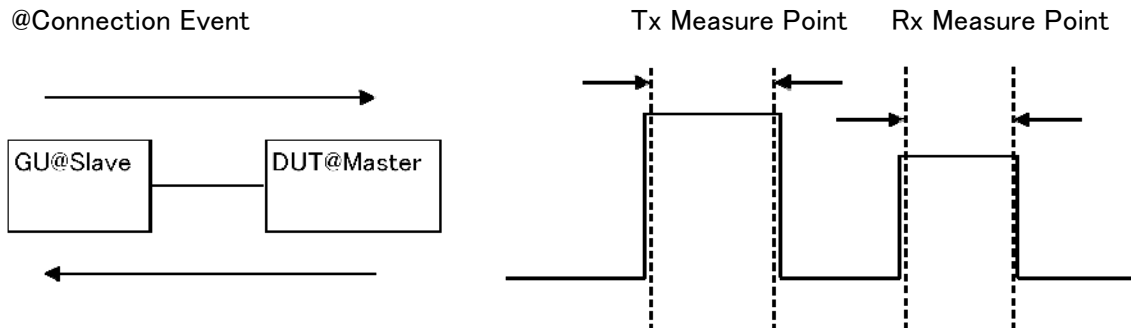 @Connection Event
Tx Measure Point
Rx Measure Point
GU@Slave
DUT@Master